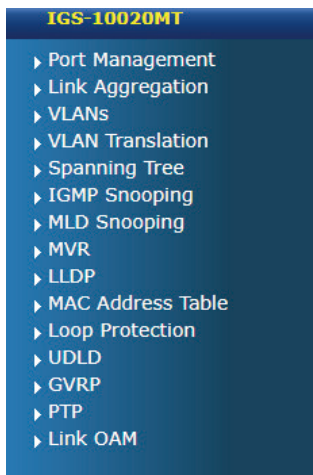 IGS-10020MT
Port Management
Link Aggregation
VLANs
VLAN Translation
Spanning Tree
IGMP Snooping
MLD Snooping
MVR
LLDP
MAC Address Table
Loop Protection
UDLD
GVRP
PTP
Link OAM